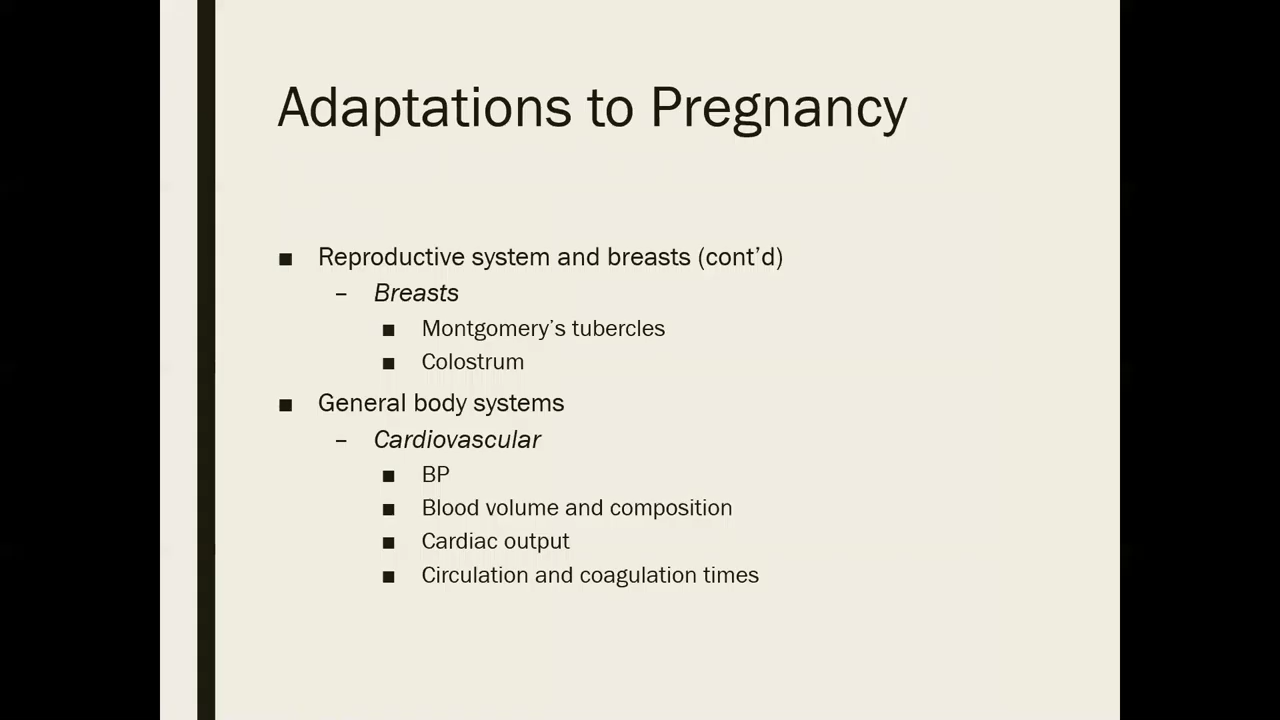 Adaptations to Pregnancy
■ Reproductive system and breasts (cont’d)
– Breasts
■ Montgomery’s tubercles
■ Colostrum
■ General body systems
– Cardiovascular
■ BP
■ Blood volume and composition
■ Cardiac output
■ Circulation and coagulation times